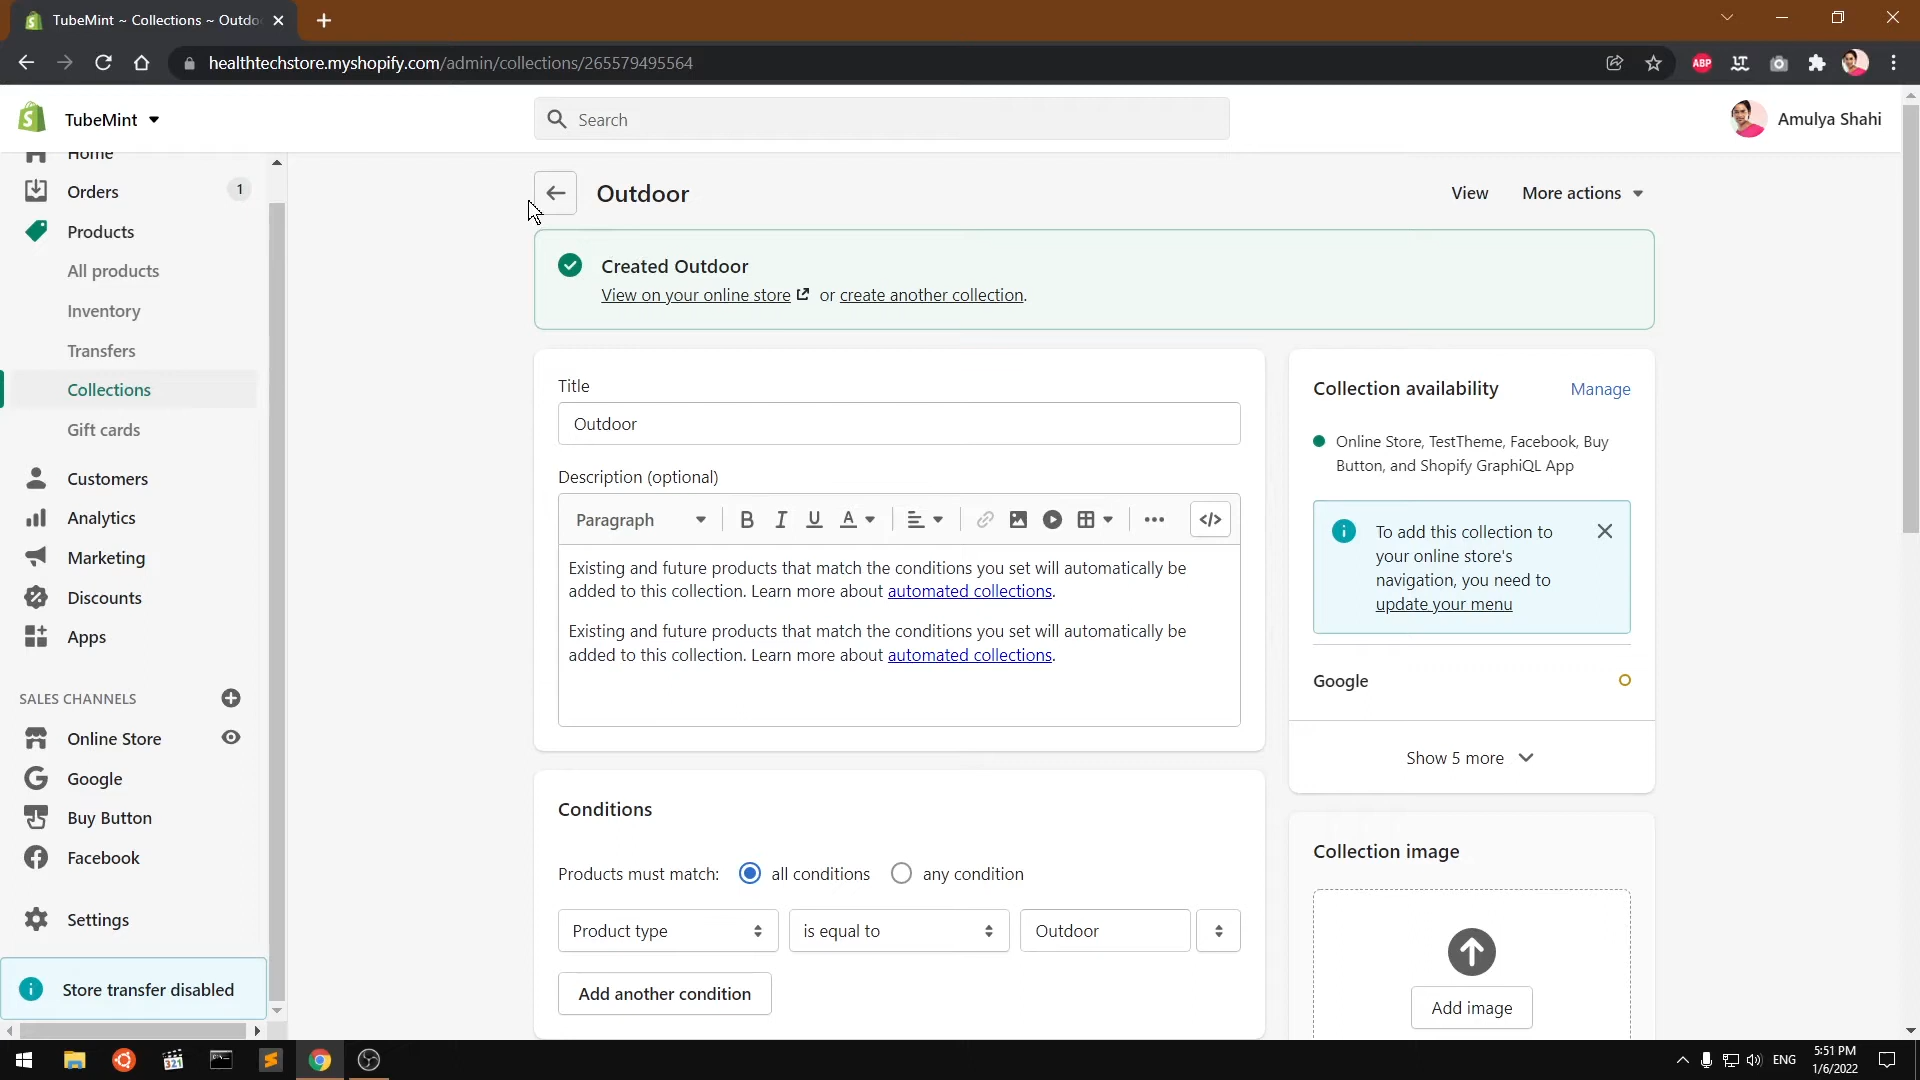 TubeMint ~ Collections ~ Outdo
healthtechstore.myshopify.com/admin/collections/265579495564
ABP
TubeMint
Search
Amulya Shahi
Home
Orders
1
Products
All products
Inventory
Transfers
Collections
Gift cards
Customers
Analytics
Marketing
Discounts
Apps
SALES CHANNELS
Online Store
Google
Buy Button
Facebook
Settings
Store transfer disabled
Outdoor
View
More actions
Created Outdoor
View on your online store or create another collection.
Title
Outdoor
Description (optional)
Paragraph
B I U A
Existing and future products that match the conditions you set will automatically be
added to this collection. Learn more about automated collections.
Existing and future products that match the conditions you set will automatically be
added to this collection. Learn more about automated collections.
Conditions
Products must match: all conditions any condition
Product type
is equal to
Outdoor
Add another condition
Collection availability
Manage
Online Store, TestTheme, Facebook, Buy
Button, and Shopify GraphiQL App
To add this collection to
your online store's
navigation, you need to
update your menu
Google
Show 5 more
Collection image
Add image
321
ENG
5:51 PM
1/6/2022